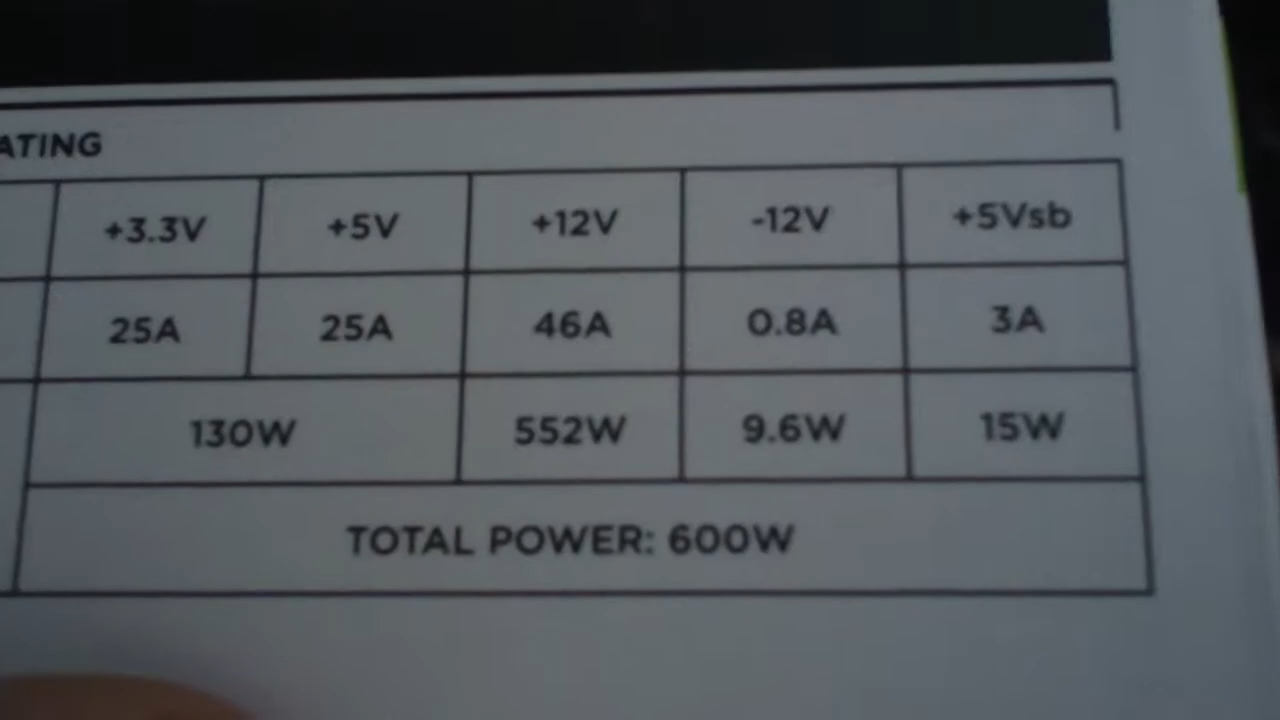 ATING
+3.3V +5V +12V -12V +5Vsb
25A 25A 46A 0.8A 3A
130W 552W 9.6W 15W
TOTAL POWER: 600W